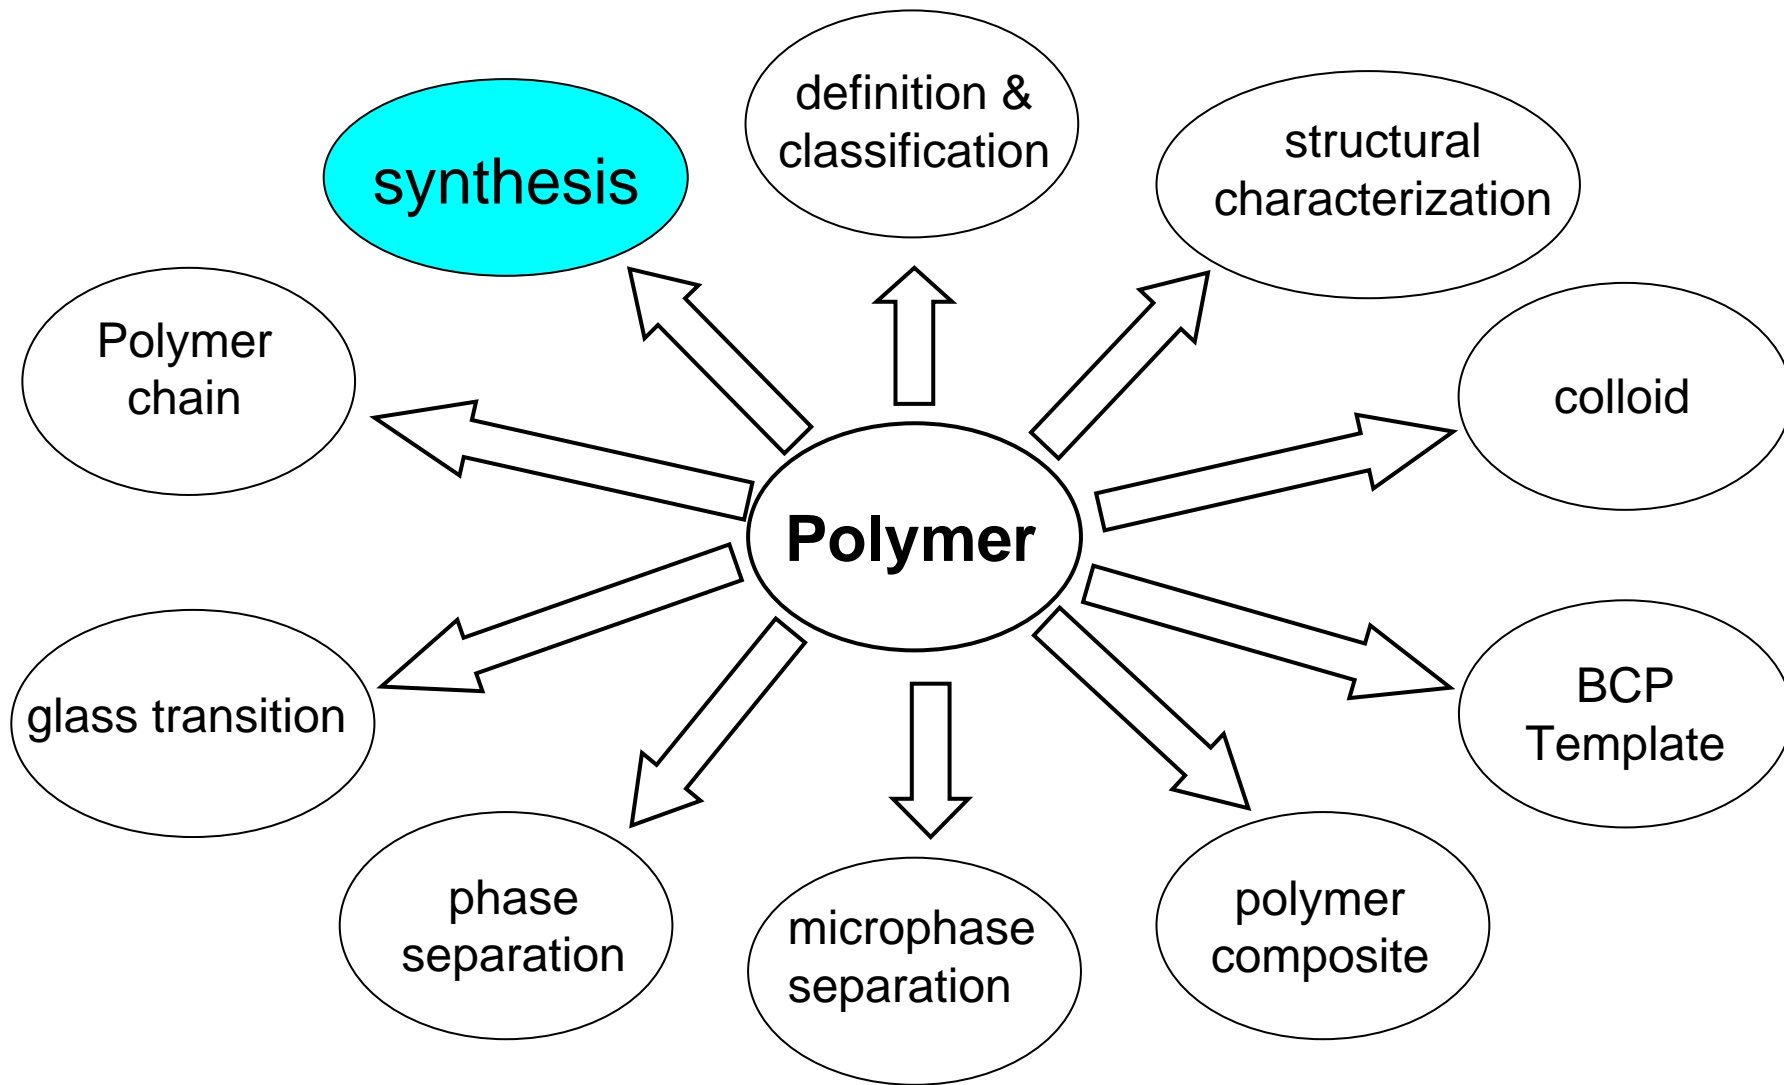 definition &
classification
synthesis
structural
characterization
Polymer
chain
colloid
Polymer
glass transition
BCP
Template
phase
separation
microphase
separation
polymer
composite